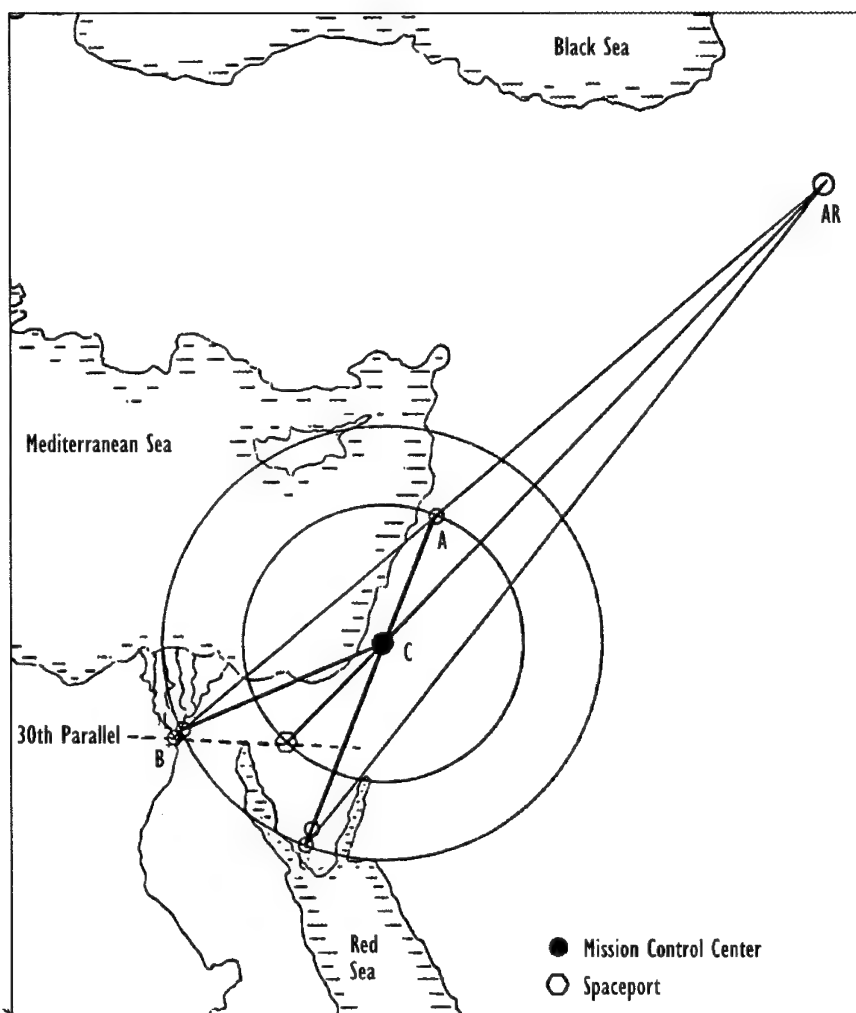 Black Sea
AR
Mediterranean Sea
A
C
30th Parallel
B
Red
Sea
Mission Control Center
Spaceport